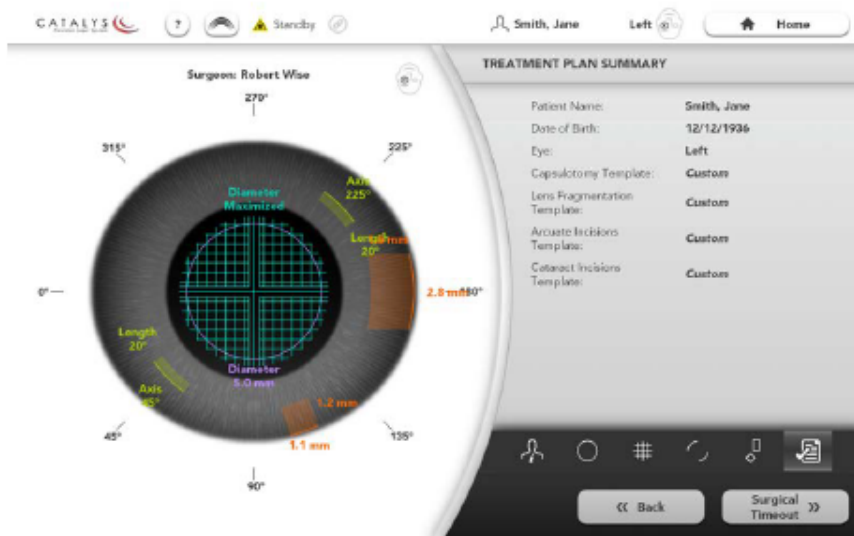 CATALYS
?
Standby
Smith, Jane
Left
Home
Surgeon: Robert Wise
270°
315°
225°
Diameter
Maximized
Axis
225°
Length
20°
0°
2.8 mm
180°
Length
20°
Axis
45°
Diameter
5.0 mm
1.2 mm
1.1 mm
45°
135°
90°
TREATMENT PLAN SUMMARY
Patient Name: Smith, Jane
Date of Birth: 12/12/1936
Eye: Left
Capsulotomy Template: Custom
Lens Fragmentation
Template: Custom
Arcuate Incisions
Template: Custom
Cataract Incisions
Template: Custom
« Back
Surgical
Timeout »